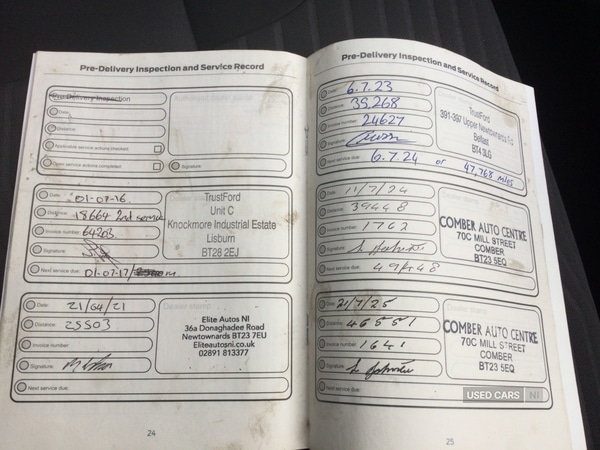 Pre-Delivery Inspection and Service Record
Pre Delivery Inspection
Date:
Distance:
Applicable service actions checked:
Open service actions completed:
Signature:
Date: 01-07-16
Distance: 18664 2nd service
Invoice number: 64203
Signature:
Next service due: 01-07-17
TrustFord
Unit C
Knockmore Industrial Estate
Lisburn
BT28 2EJ
Date: 21/04/21
Distance: 25503
Invoice number:
Signature:
Next service due:
Elite Autos NI
36a Donaghadee Road
Newtownards BT23 7EU
Eliteautosni.co.uk
02891 813377
24
Pre-Delivery Inspection and Service Record
Date: 6.7.23
Distance: 35,268
Invoice number: 24627
Signature:
Next service due: 6.7.24 or 47,768 miles
TrustFord
391-397 Upper Newtownards Rd
Belfast
BT4 3LG
Date: 11/7/24
Distance: 39448
Invoice number: 1762
Signature:
Next service due: 49448
COMBER AUTO CENTRE
70C MILL STREET
COMBER
BT23 5EQ
Date: 21/7/25
Distance: 46551
Invoice number: 1641
Signature:
Next service due:
COMBER AUTO CENTRE
70C MILL STREET
COMBER
BT23 5EQ
25
USED CARS NI